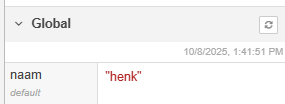 Global
10/8/2025, 1:41:51 PM
naam "henk"
default